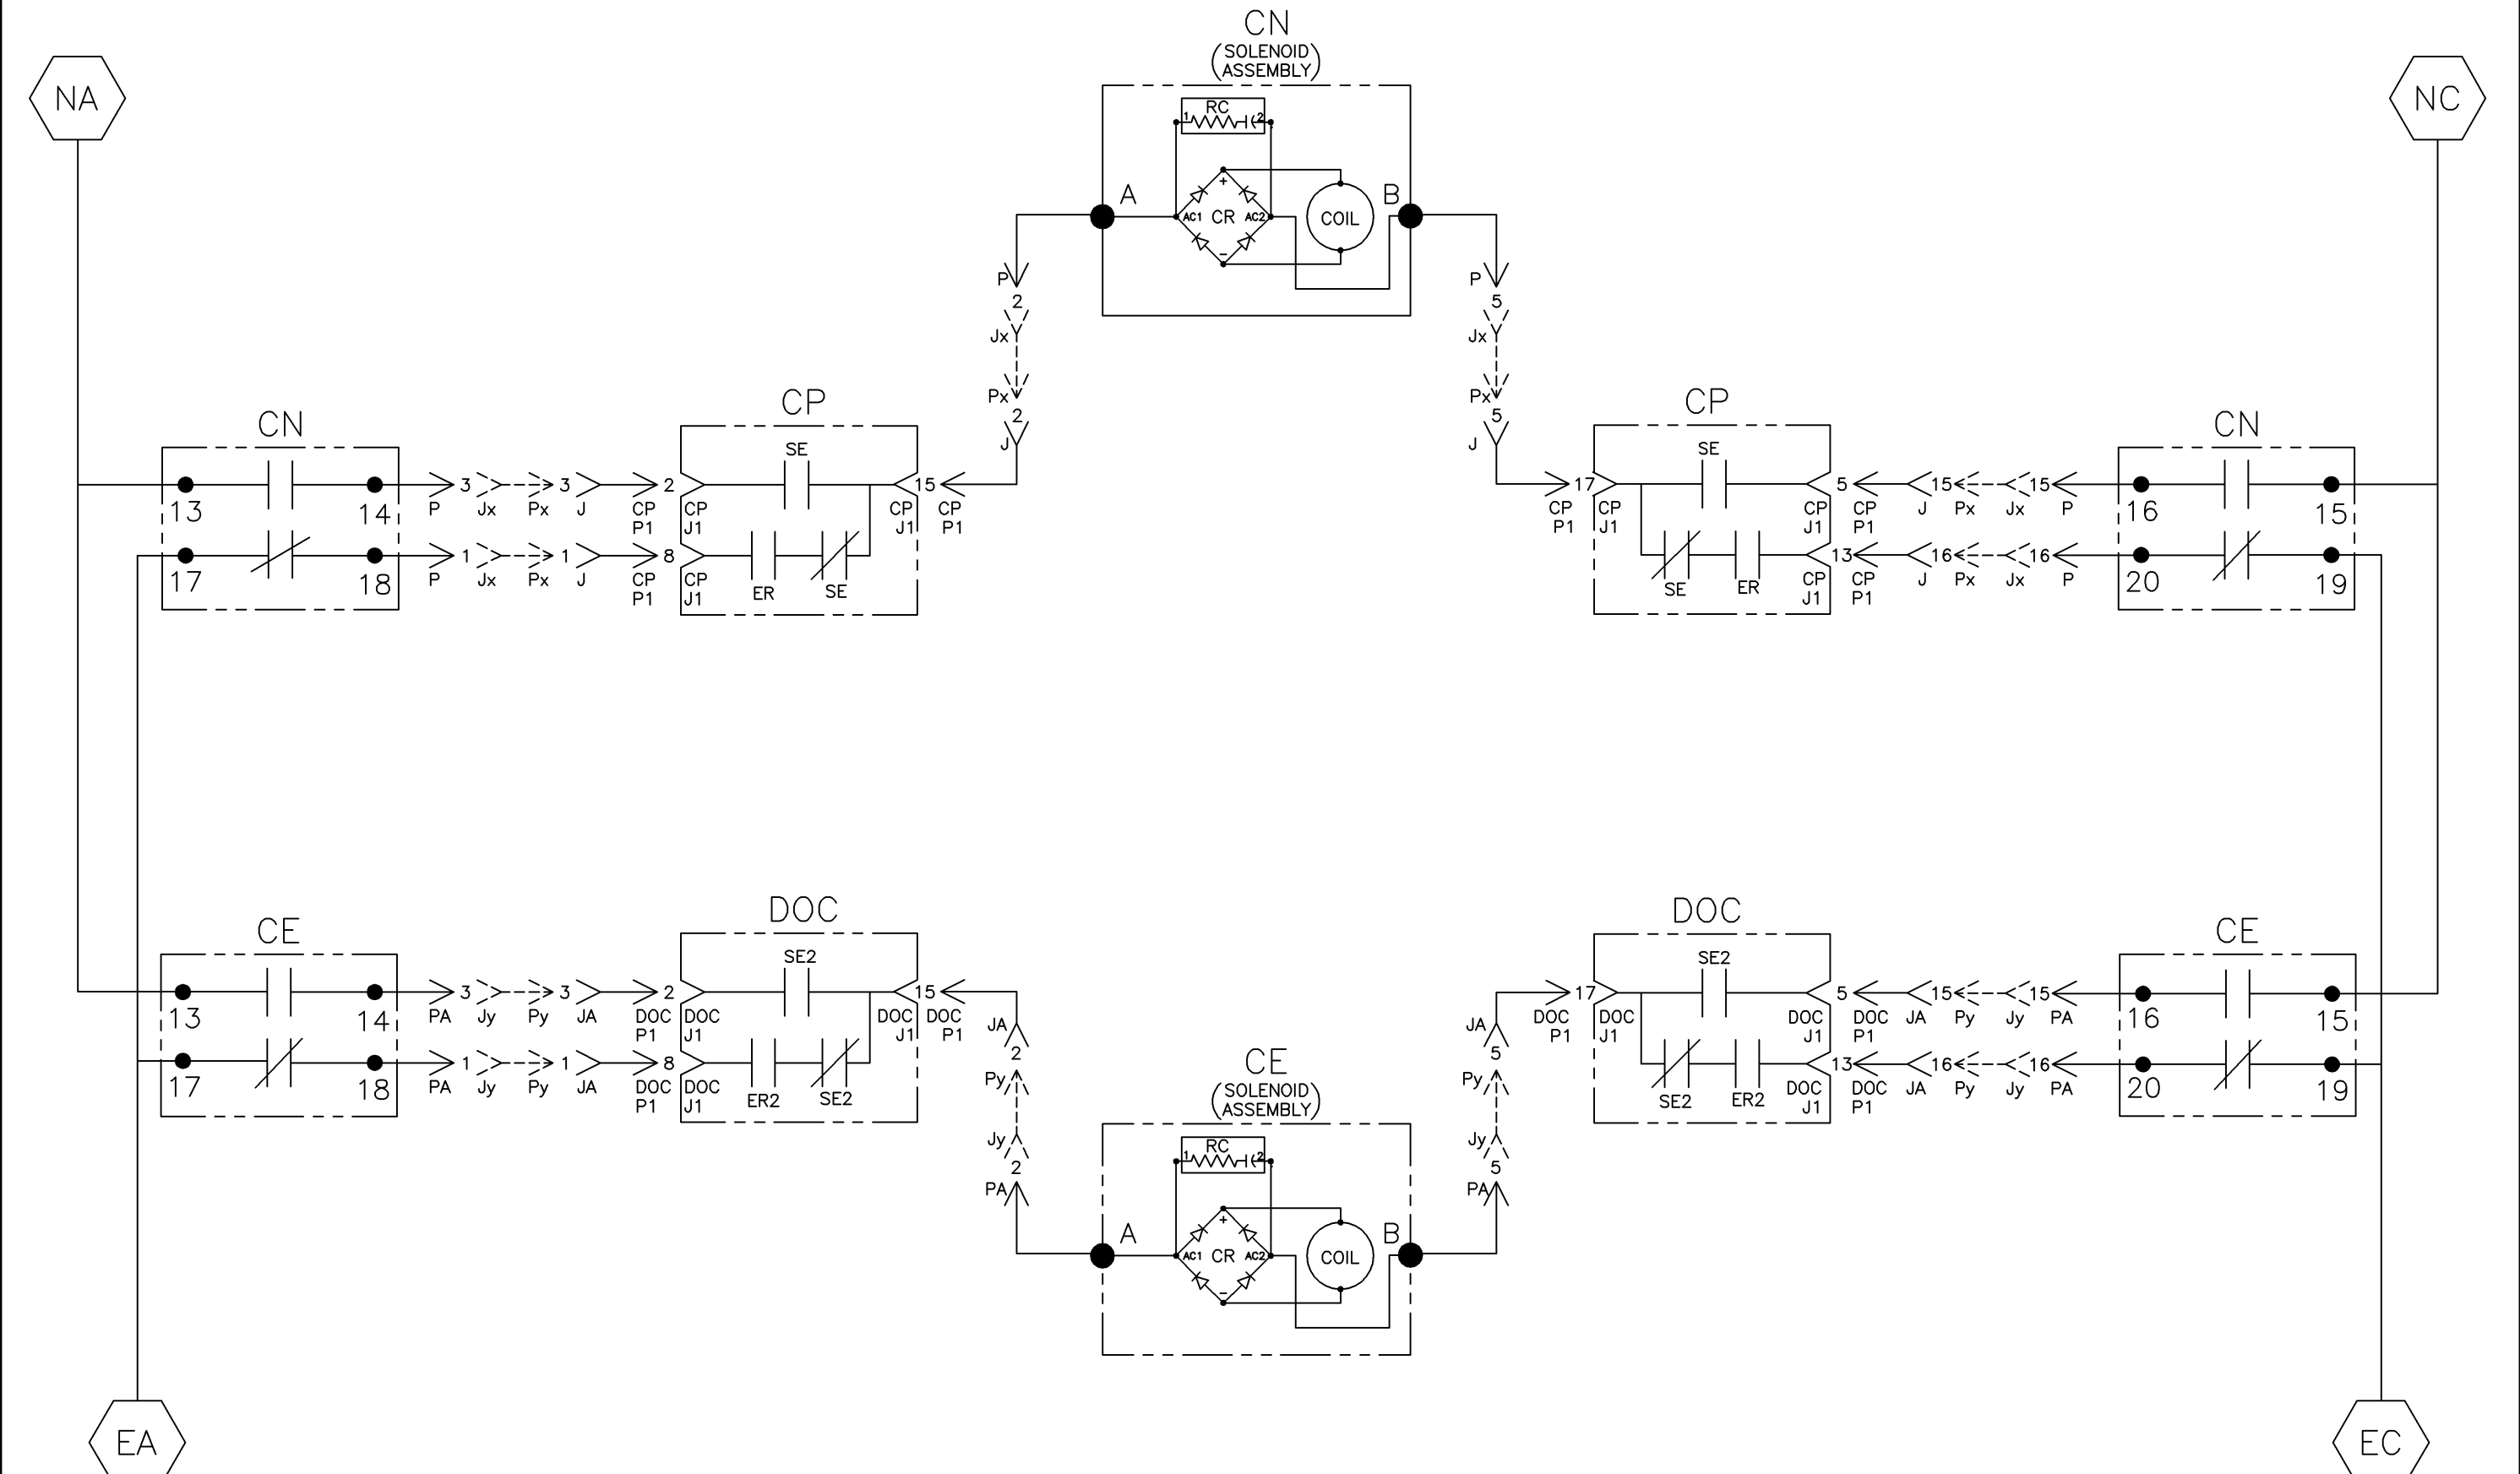 CN
(SOLENOID
ASSEMBLY)
NA
NC
RC
1 2
A
B
+
AC1 CR AC2
COIL
-
P
2
Jx
Px
2
J
P
5
Jx
Px
5
J
CN
13 14
17 18
3 3 2
P Jx Px J CP CP
P1 J1
1 1 8
P Jx Px J CP CP
P1 J1
CP
SE
15
CP CP
J1 P1
ER SE
CP
SE
17
CP CP
P1 J1
SE ER
5 15 15
CP CP J Px Jx P
J1 P1
13 16 16
CP CP J Px Jx P
J1 P1
CN
16 15
20 19
CE
13 14
17 18
3 3 2
PA Jy Py JA DOC DOC
P1 J1
1 1 8
PA Jy Py JA DOC DOC
P1 J1
DOC
SE2
15
DOC DOC
J1 P1
ER2 SE2
JA
2
Py
Jy
2
PA
JA
5
Py
Jy
5
PA
DOC
SE2
17
DOC DOC
P1 J1
SE2 ER2
5 15 15
DOC DOC JA Py Jy PA
J1 P1
13 16 16
DOC DOC JA Py Jy PA
J1 P1
CE
16 15
20 19
CE
(SOLENOID
ASSEMBLY)
RC
1 2
A
B
+
AC1 CR AC2
COIL
-
EA
EC